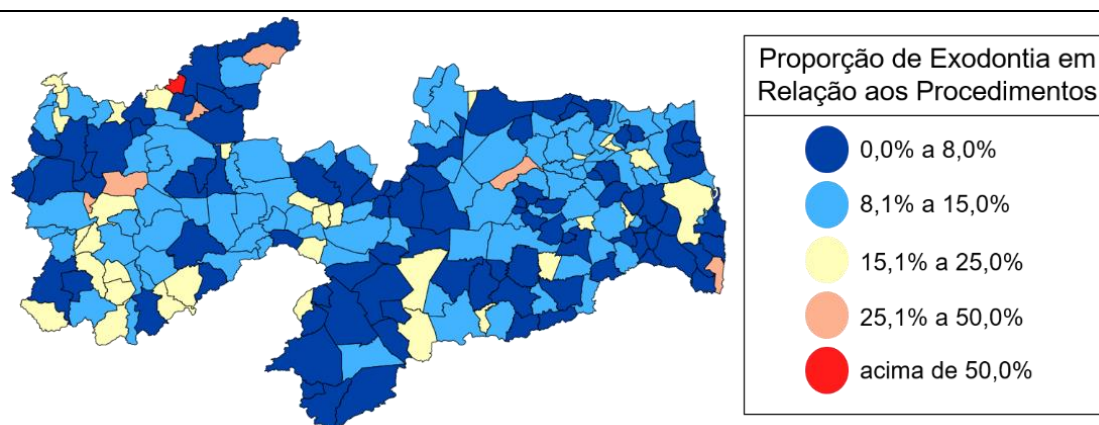 Proporção de Exodontia em
Relação aos Procedimentos
0,0% a 8,0%
8,1% a 15,0%
15,1% a 25,0%
25,1% a 50,0%
acima de 50,0%